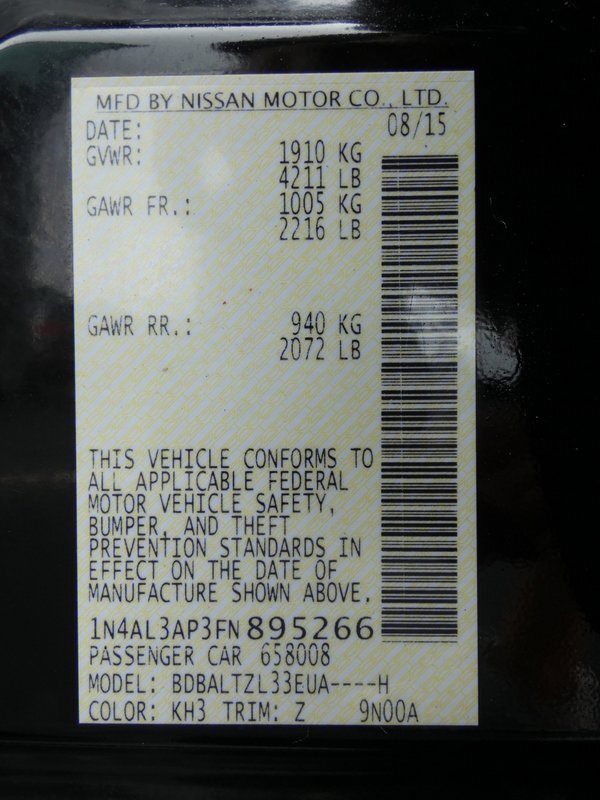 MFD BY NISSAN MOTOR CO., LTD.
DATE: 08/15
GVWR: 1910 KG
4211 LB
GAWR FR.: 1005 KG
2216 LB
GAWR RR.: 940 KG
2072 LB
THIS VEHICLE CONFORMS TO
ALL APPLICABLE FEDERAL
MOTOR VEHICLE SAFETY,
BUMPER, AND THEFT
PREVENTION STANDARDS IN
EFFECT ON THE DATE OF
MANUFACTURE SHOWN ABOVE.
1N4AL3AP3FN895266
PASSENGER CAR 658008
MODEL: BDBALTZL33EUA----H
COLOR: KH3 TRIM: Z 9N00A